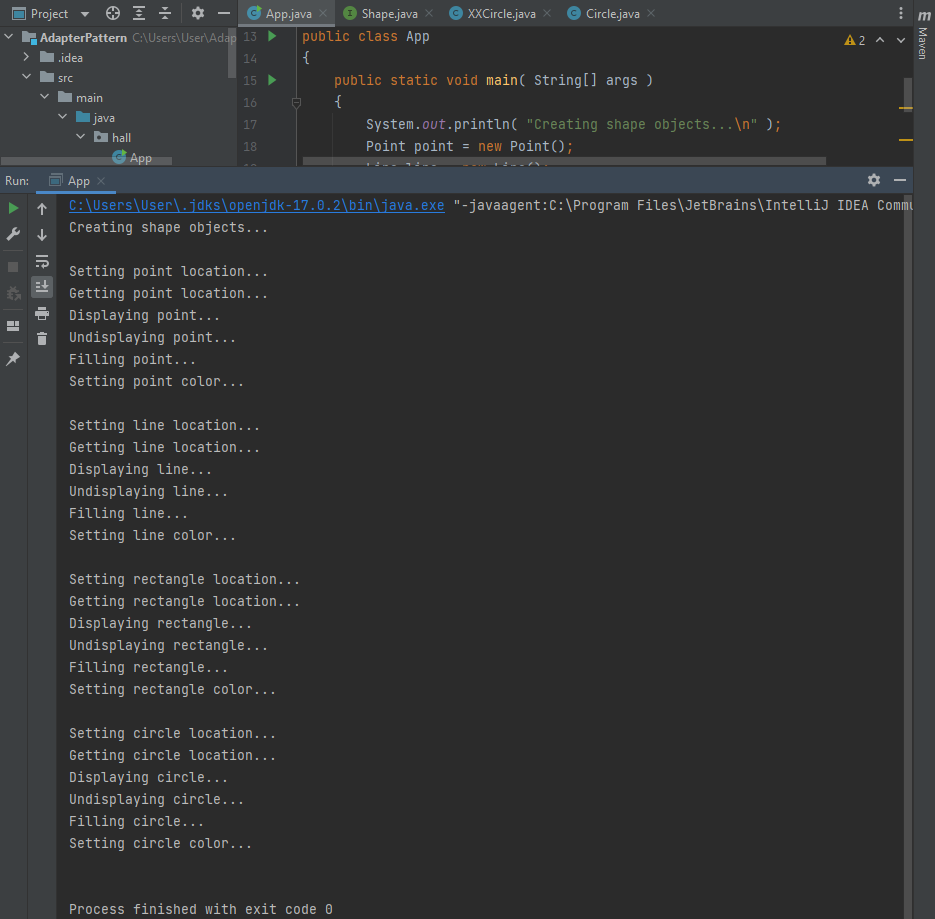 Project
App.java
Shape.java
XXCircle.java
Circle.java
m
Maven
AdapterPattern C:\Users\User\Adap
.idea
src
main
java
hall
App
2
13 public class App
14 {
15 public static void main( String[] args )
16 {
17 System.out.println( "Creating shape objects...\n" );
18 Point point = new Point();
Run: App
C:\Users\User\.jdks\openjdk-17.0.2\bin\java.exe "-javaagent:C:\Program Files\JetBrains\IntelliJ IDEA Commu
Creating shape objects...
Setting point location...
Getting point location...
Displaying point...
Undisplaying point...
Filling point...
Setting point color...
Setting line location...
Getting line location...
Displaying line...
Undisplaying line...
Filling line...
Setting line color...
Setting rectangle location...
Getting rectangle location...
Displaying rectangle...
Undisplaying rectangle...
Filling rectangle...
Setting rectangle color...
Setting circle location...
Getting circle location...
Displaying circle...
Undisplaying circle...
Filling circle...
Setting circle color...
Process finished with exit code 0